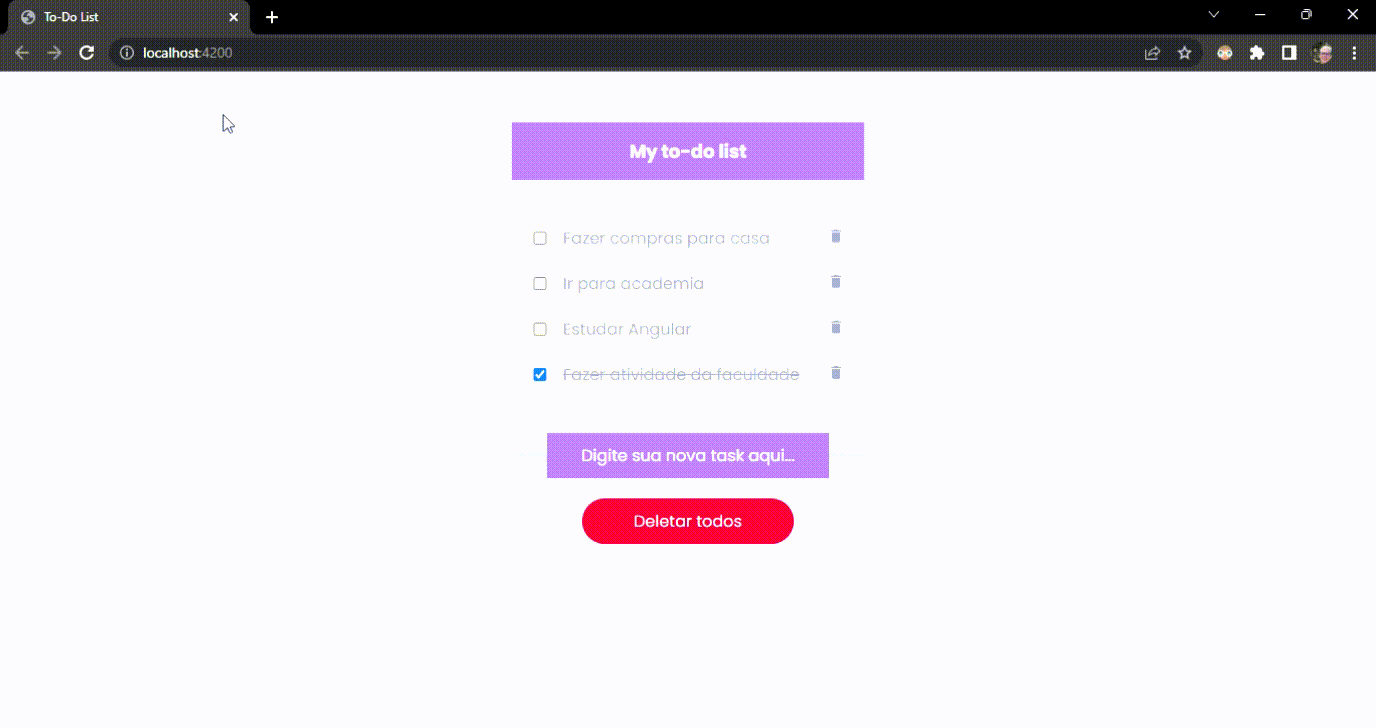 To-Do List
localhost:4200
My to-do list
Fazer compras para casa
Ir para academia
Estudar Angular
Fazer atividade da faculdade
Digite sua nova task aqui...
Deletar todos